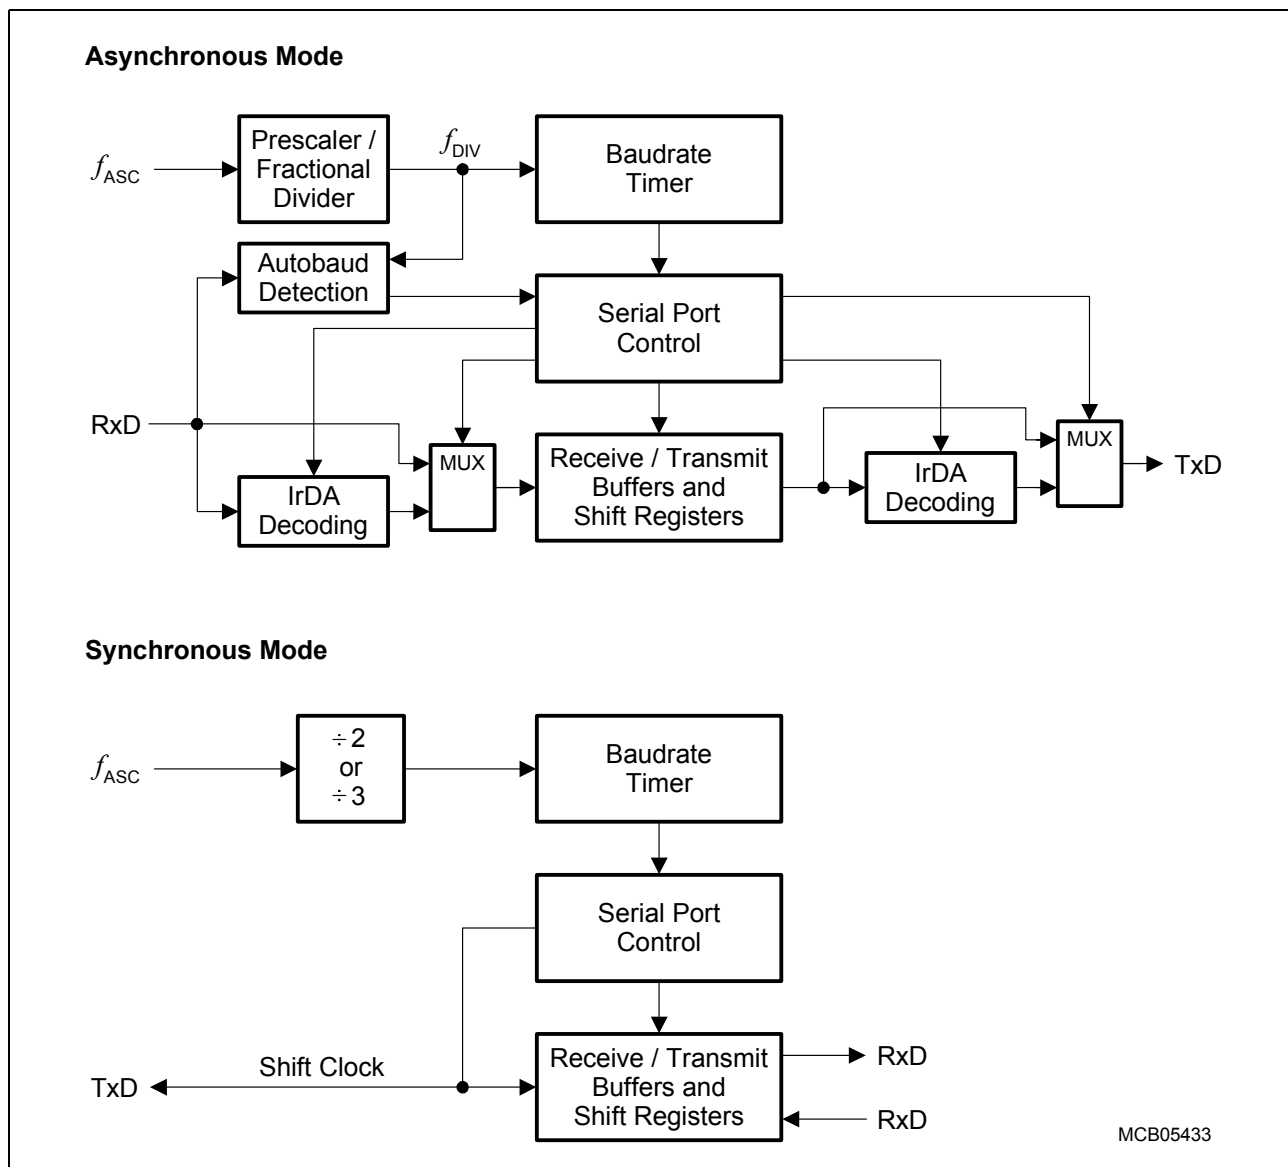 Asynchronous Mode
Prescaler /
Fractional
Divider
fASC
fDIV
Baudrate
Timer
Autobaud
Detection
Serial Port
Control
RxD
MUX
IrDA
Decoding
Receive / Transmit
Buffers and
Shift Registers
IrDA
Decoding
MUX
TxD
Synchronous Mode
fASC
÷2
or
÷3
Baudrate
Timer
Serial Port
Control
TxD
Shift Clock
Receive / Transmit
Buffers and
Shift Registers
RxD
RxD
MCB05433